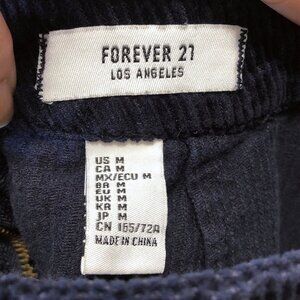 FOREVER 21
LOS ANGELES
US M
CA M
MX/ECU M
BR M
EU M
UK M
KR M
JP M
CN 165/72A
MADE IN CHINA